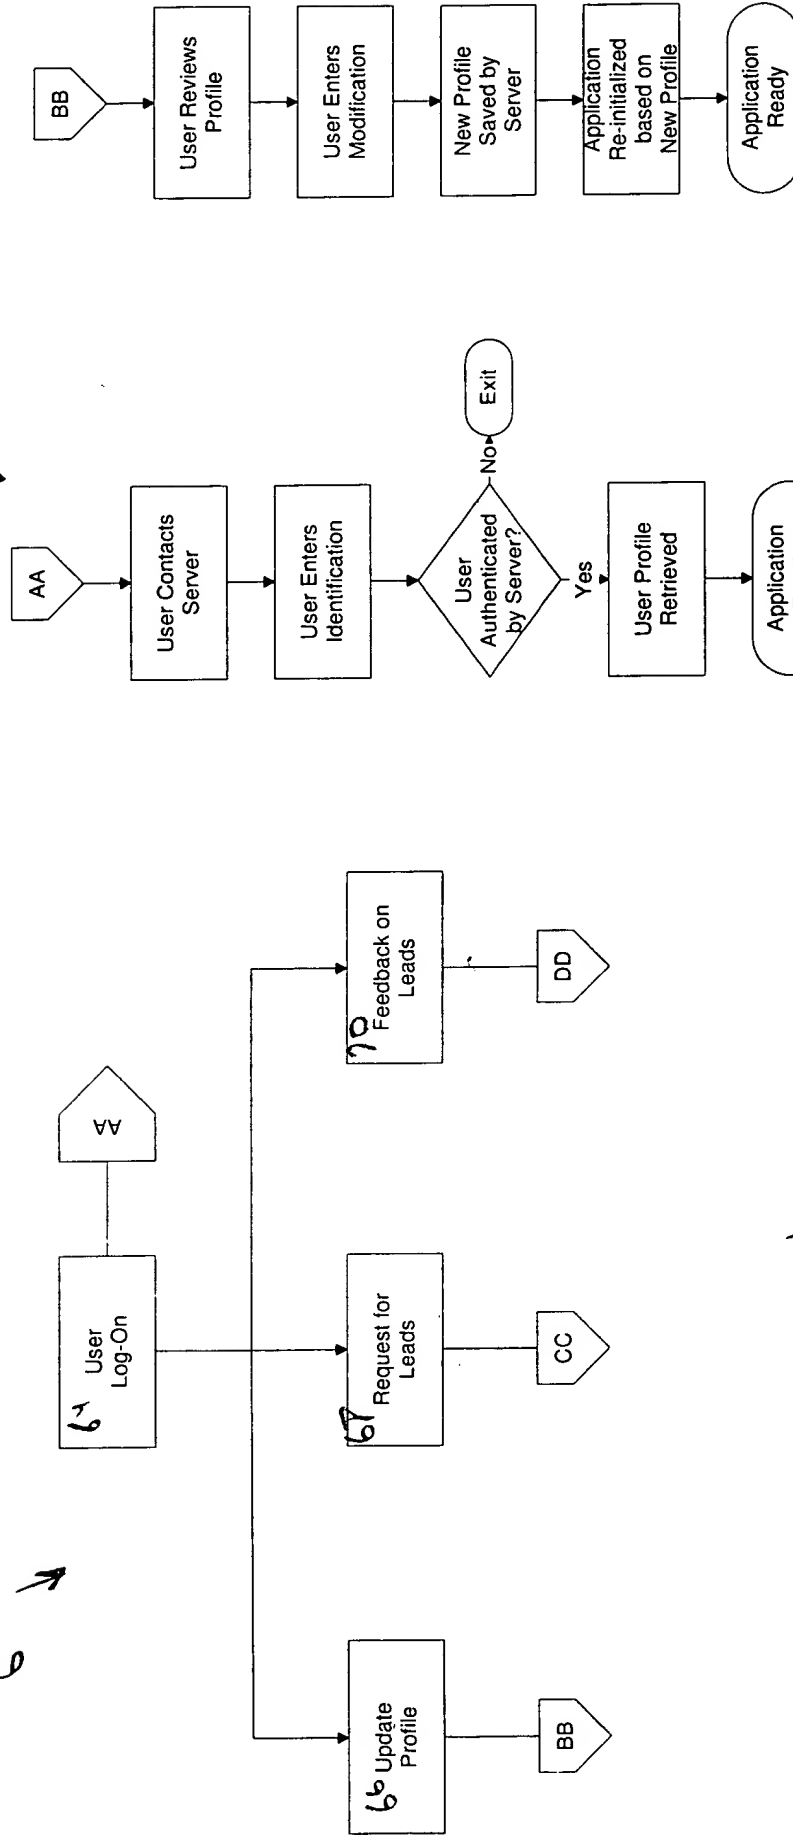 64
User
Log-On
AA
66
Update
Profile
BB
68
Request for
Leads
CC
70
Feedback on
Leads
DD
AA
User Contacts
Server
User Enters
Identification
User
Authenticated
by Server?
No
Exit
Yes
User Profile
Retrieved
Application
BB
User Reviews
Profile
User Enters
Modification
New Profile
Saved by
Server
Application
Re-initialized
based on
New Profile
Application
Ready